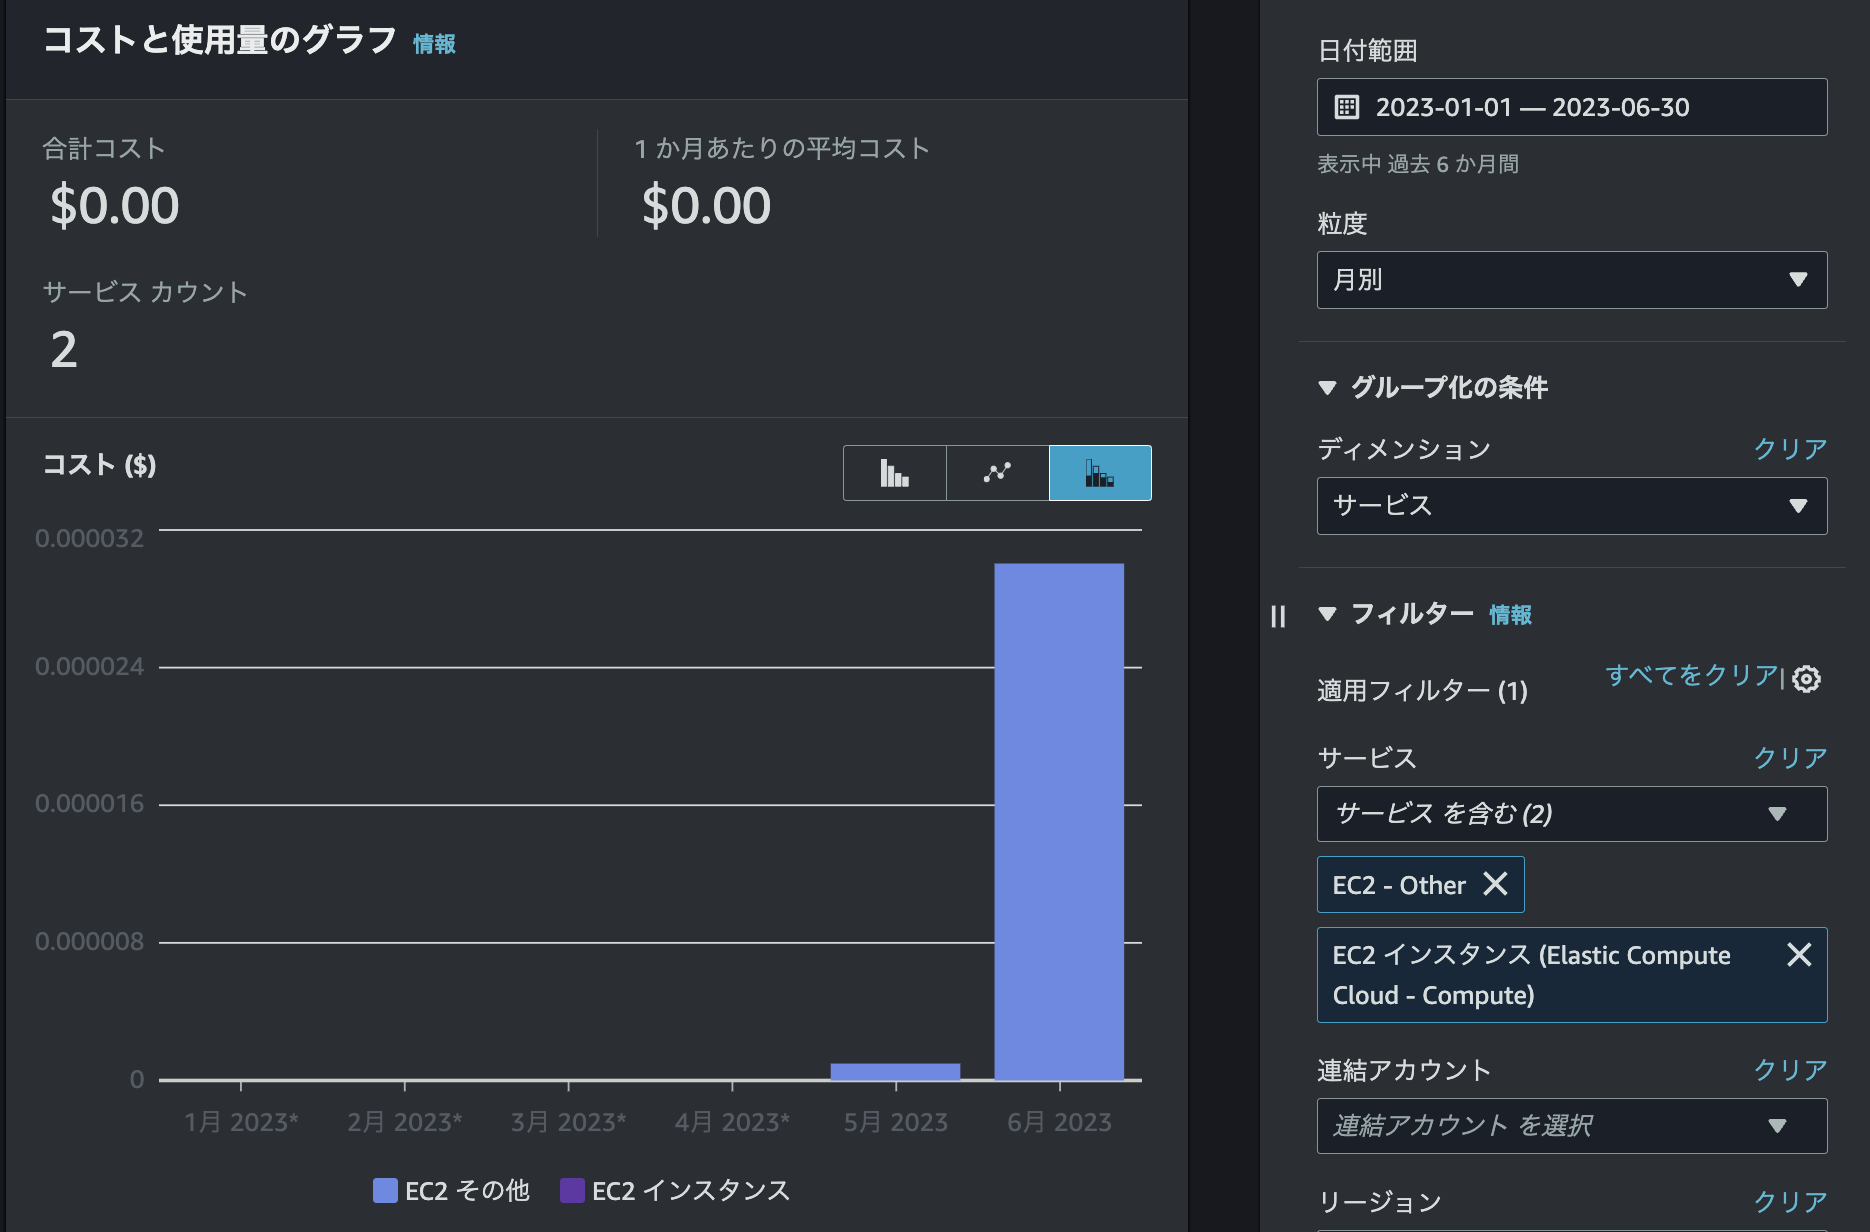 コストと使用量のグラフ 情報
合計コスト
$0.00
1 か月あたりの平均コスト
$0.00
サービス カウント
2
コスト ($)
0.000032
0.000024
0.000016
0.000008
0
1月 2023*
2月 2023*
3月 2023*
4月 2023*
5月 2023
6月 2023
EC2 その他
EC2 インスタンス
日付範囲
2023-01-01 — 2023-06-30
表示中 過去 6 か月間
粒度
月別
グループ化の条件
ディメンション
クリア
サービス
フィルター 情報
適用フィルター (1)
すべてをクリア|
サービス
クリア
サービス を含む (2)
EC2 - Other
EC2 インスタンス (Elastic Compute
Cloud - Compute)
連結アカウント
クリア
連結アカウント を選択
リージョン
クリア